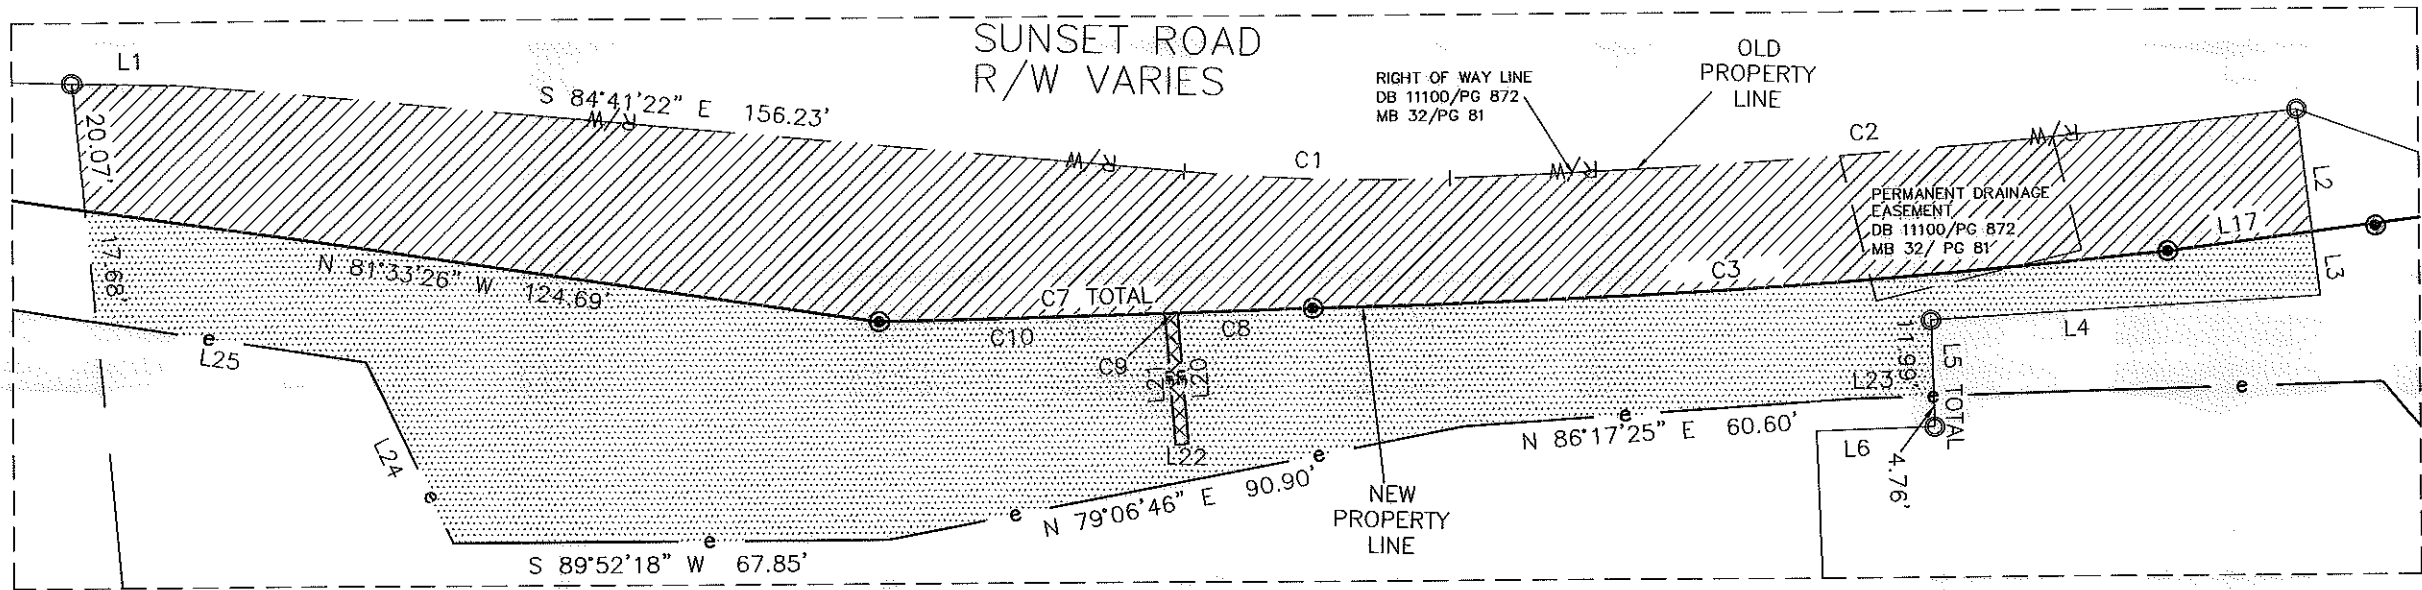 SUNSET ROAD
R/W VARIES
L1
S 84°41'22" E 156.23'
R/W
R/W
C1
RIGHT OF WAY LINE
DB 11100/PG 872
MB 32/PG 81
R/W
OLD
PROPERTY
LINE
C2
R/W
20.07'
L2
PERMANENT DRAINAGE
EASEMENT
DB 11100/PG 872
MB 32/ PG 81
L17
17.68'
N 81°33'26" W 124.69'
C7 TOTAL
C3
L3
C10
C8
L4
C9
L21
L20
11.99'
L5 TOTAL
e
L25
L23
e
e
L24
e
L22
e
N 86°17'25" E 60.60'
e
L6
4.76'
e
N 79°06'46" E 90.90'
NEW
PROPERTY
LINE
e
S 89°52'18" W 67.85'